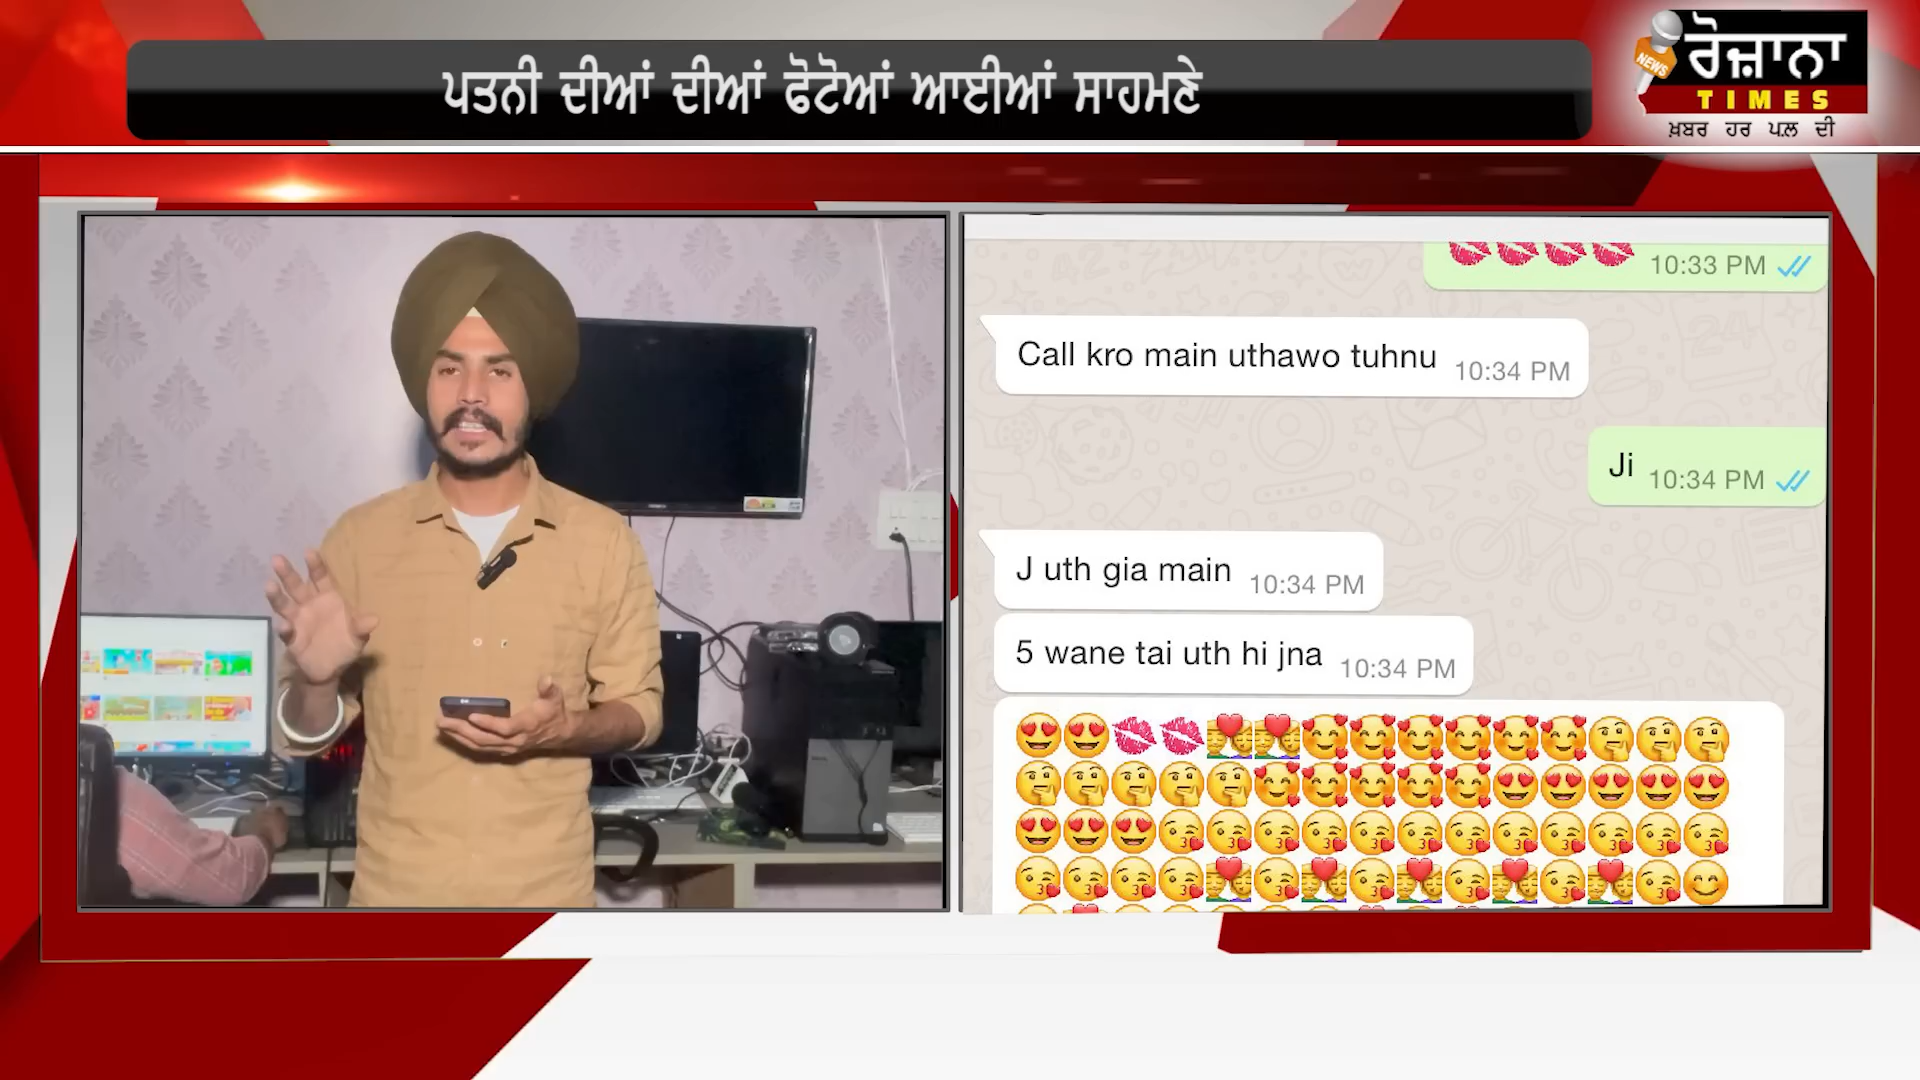 ਪਤਨੀ ਦੀਆਂ ਦੀਆਂ ਫੋਟੋਆਂ ਆਈਆਂ ਸਾਹਮਣੇ
NEWS
ਰੋਜ਼ਾਨਾ
TIMES
ਖ਼ਬਰ ਹਰ ਪਲ ਦੀ
💋💋💋💋 10:33 PM
Call kro main uthawo tuhnu 10:34 PM
Ji 10:34 PM
J uth gia main 10:34 PM
5 wane tai uth hi jna 10:34 PM